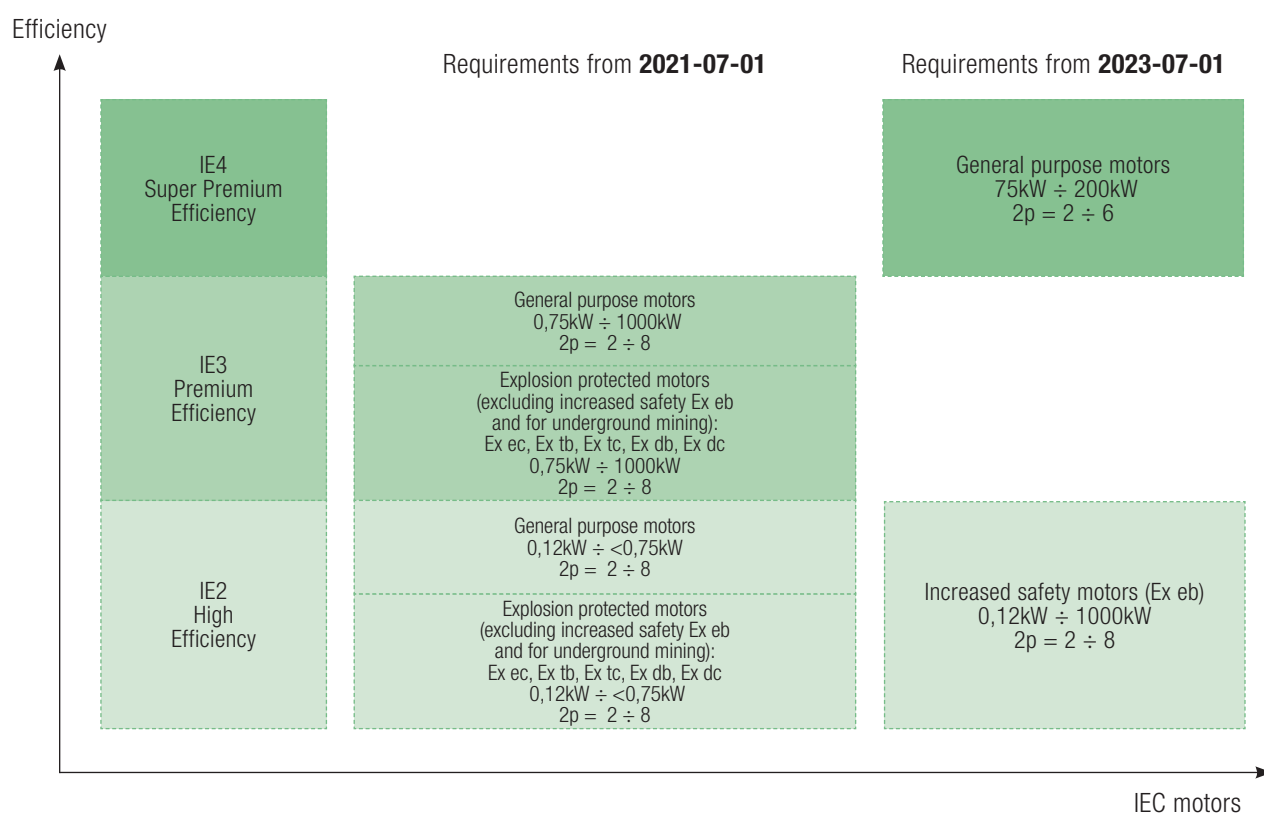 Efficiency
Requirements from 2021-07-01
Requirements from 2023-07-01
IE4
Super Premium
Efficiency
General purpose motors
75kW ÷ 200kW
2p = 2 ÷ 6
IE3
Premium
Efficiency
General purpose motors
0,75kW ÷ 1000kW
2p = 2 ÷ 8
Explosion protected motors
(excluding increased safety Ex eb
and for underground mining):
Ex ec, Ex tb, Ex tc, Ex db, Ex dc
0,75kW ÷ 1000kW
2p = 2 ÷ 8
IE2
High
Efficiency
General purpose motors
0,12kW ÷ <0,75kW
2p = 2 ÷ 8
Explosion protected motors
(excluding increased safety Ex eb
and for underground mining):
Ex ec, Ex tb, Ex tc, Ex db, Ex dc
0,12kW ÷ <0,75kW
2p = 2 ÷ 8
Increased safety motors (Ex eb)
0,12kW ÷ 1000kW
2p = 2 ÷ 8
IEC motors